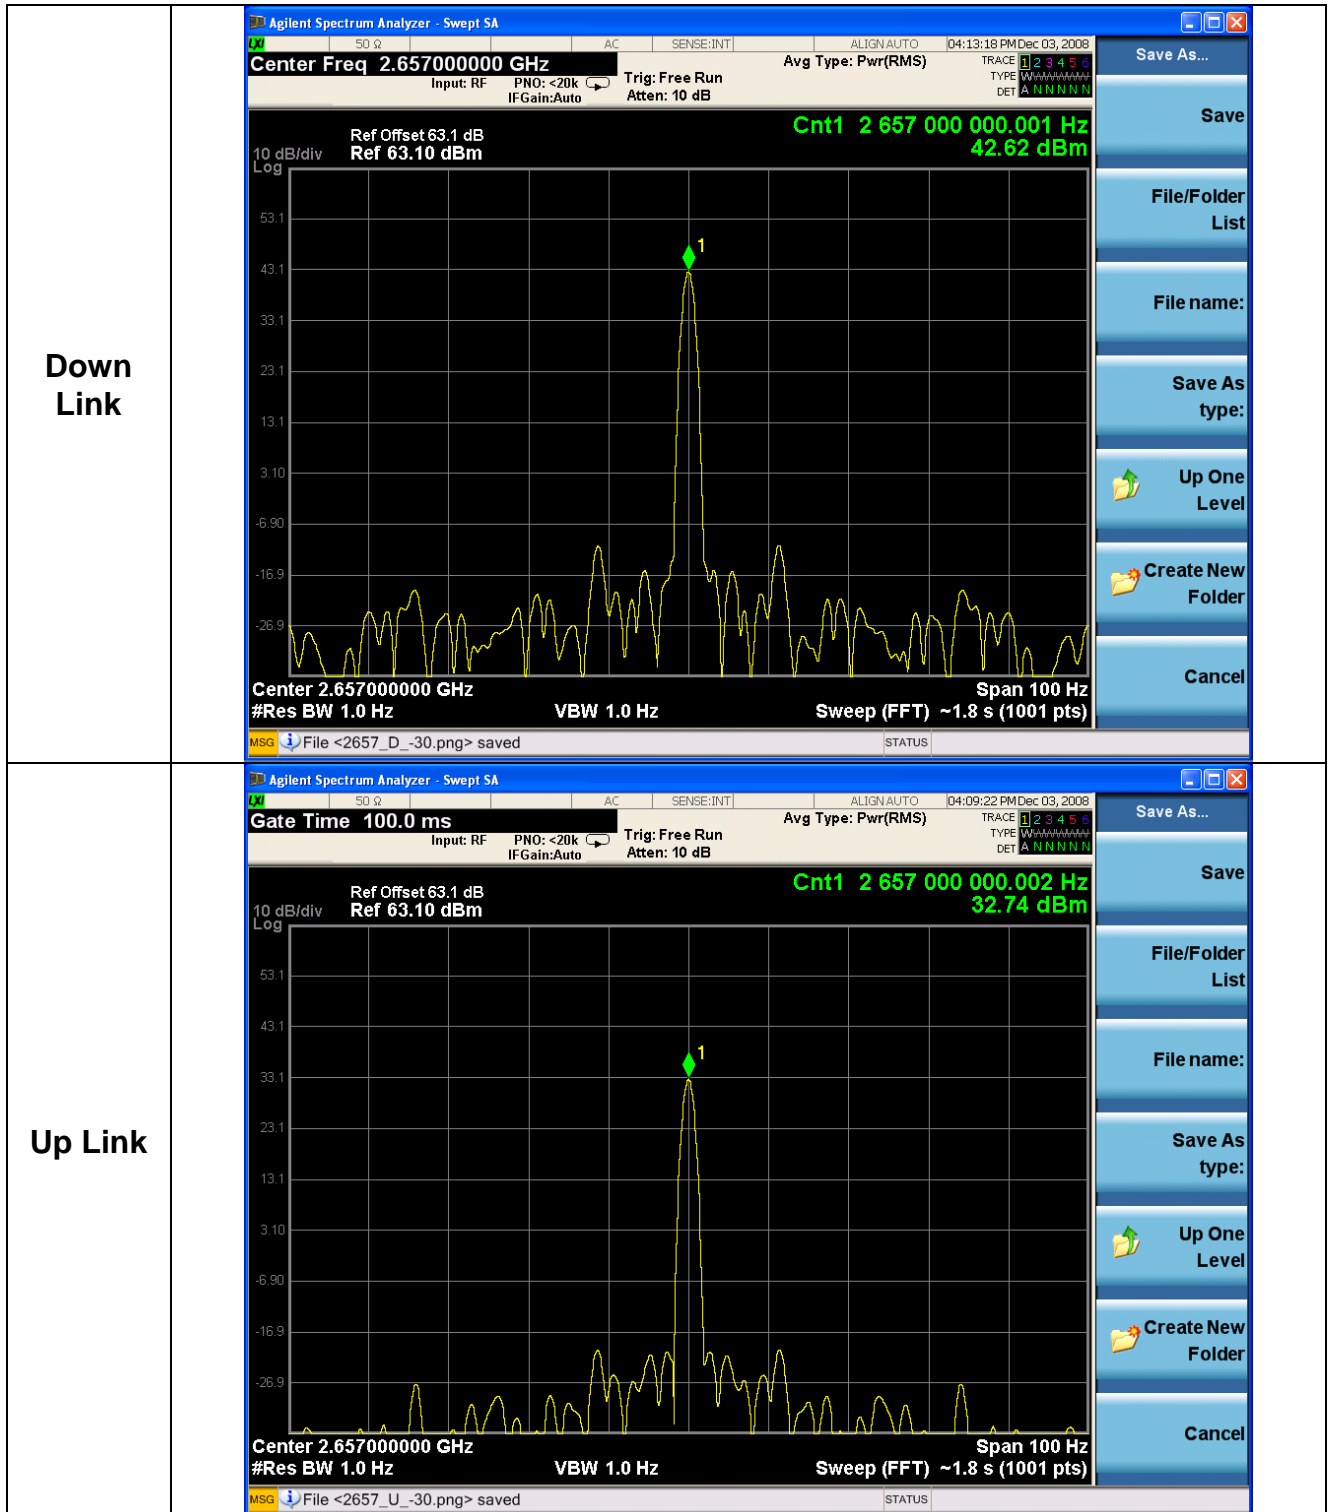 Down
Link
Agilent Spectrum Analyzer - Swept SA
LXI 50 Ω AC SENSE:INT ALIGN AUTO 04:13:18 PM Dec 03, 2008
Center Freq 2.657000000 GHz
Input: RF PNO: <20k IFGain:Auto
Trig: Free Run
Atten: 10 dB
Avg Type: Pwr(RMS)
TRACE 1 2 3 4 5 6
TYPE
DET A N N N N N
Cnt1 2 657 000 000.001 Hz
42.62 dBm
Ref Offset 63.1 dB
10 dB/div Ref 63.10 dBm
Log
53.1
43.1
33.1
23.1
13.1
3.10
-6.90
-16.9
-26.9
1
Center 2.657000000 GHz Span 100 Hz
#Res BW 1.0 Hz VBW 1.0 Hz Sweep (FFT) ~1.8 s (1001 pts)
MSG File <2657_D_-30.png> saved STATUS
Save As...
Save
File/Folder
List
File name:
Save As
type:
Up One
Level
Create New
Folder
Cancel
Up Link
Agilent Spectrum Analyzer - Swept SA
LXI 50 Ω AC SENSE:INT ALIGN AUTO 04:09:22 PM Dec 03, 2008
Gate Time 100.0 ms
Input: RF PNO: <20k IFGain:Auto
Trig: Free Run
Atten: 10 dB
Avg Type: Pwr(RMS)
TRACE 1 2 3 4 5 6
TYPE
DET A N N N N N
Cnt1 2 657 000 000.002 Hz
32.74 dBm
Ref Offset 63.1 dB
10 dB/div Ref 63.10 dBm
Log
53.1
43.1
33.1
23.1
13.1
3.10
-6.90
-16.9
-26.9
1
Center 2.657000000 GHz Span 100 Hz
#Res BW 1.0 Hz VBW 1.0 Hz Sweep (FFT) ~1.8 s (1001 pts)
MSG File <2657_U_-30.png> saved STATUS
Save As...
Save
File/Folder
List
File name:
Save As
type:
Up One
Level
Create New
Folder
Cancel